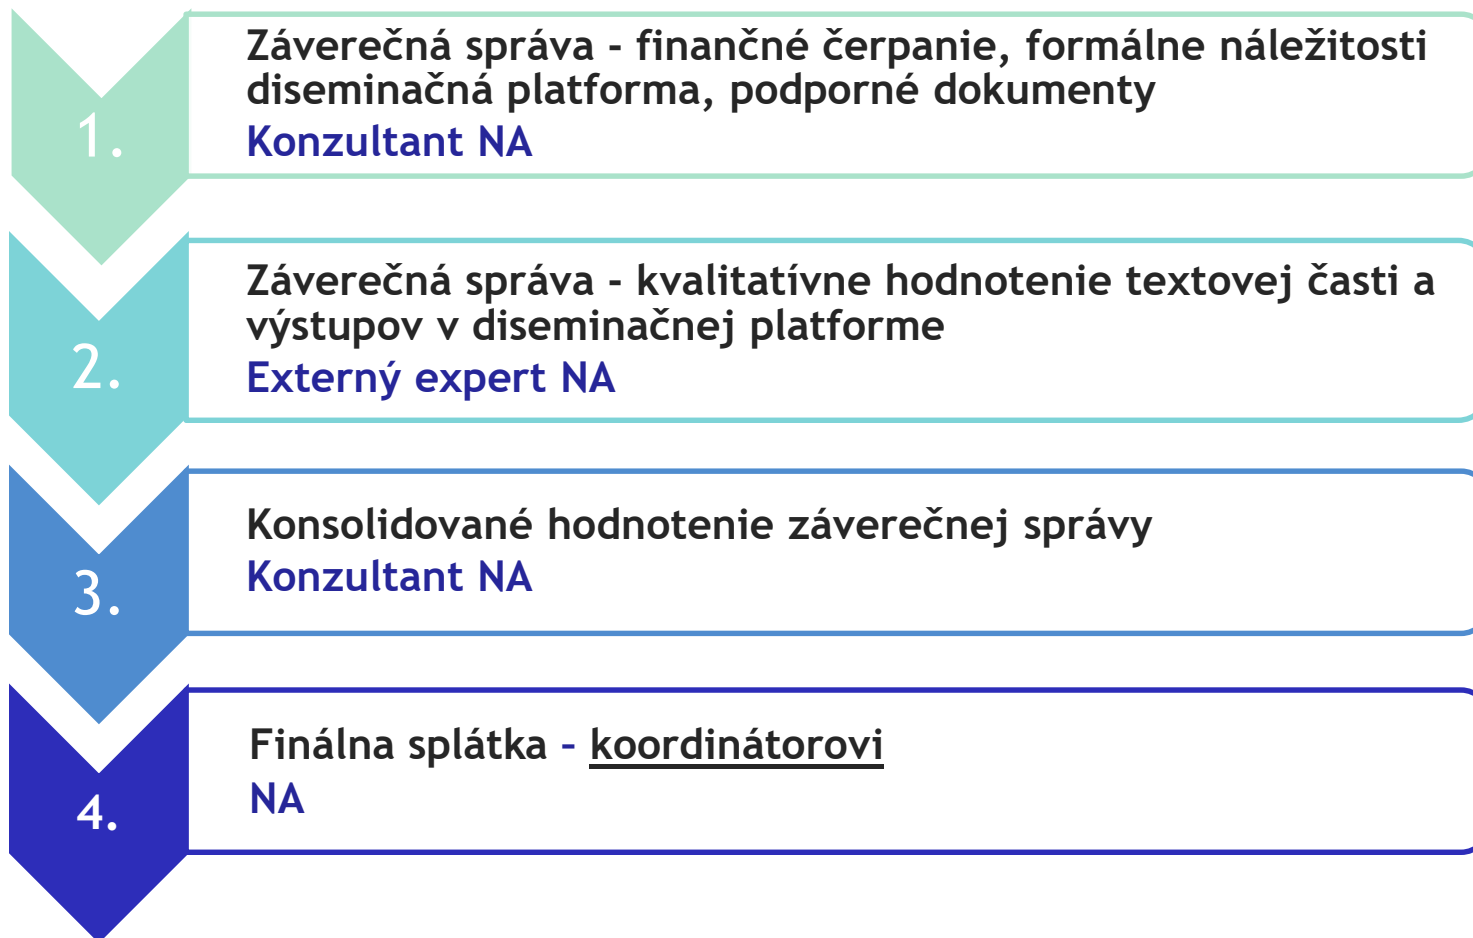 1.
Záverečná správa - finančné čerpanie, formálne náležitosti
diseminačná platforma, podporné dokumenty
Konzultant NA
2.
Záverečná správa - kvalitatívne hodnotenie textovej časti a
výstupov v diseminačnej platforme
Externý expert NA
3.
Konsolidované hodnotenie záverečnej správy
Konzultant NA
4.
Finálna splátka – koordinátorovi
NA